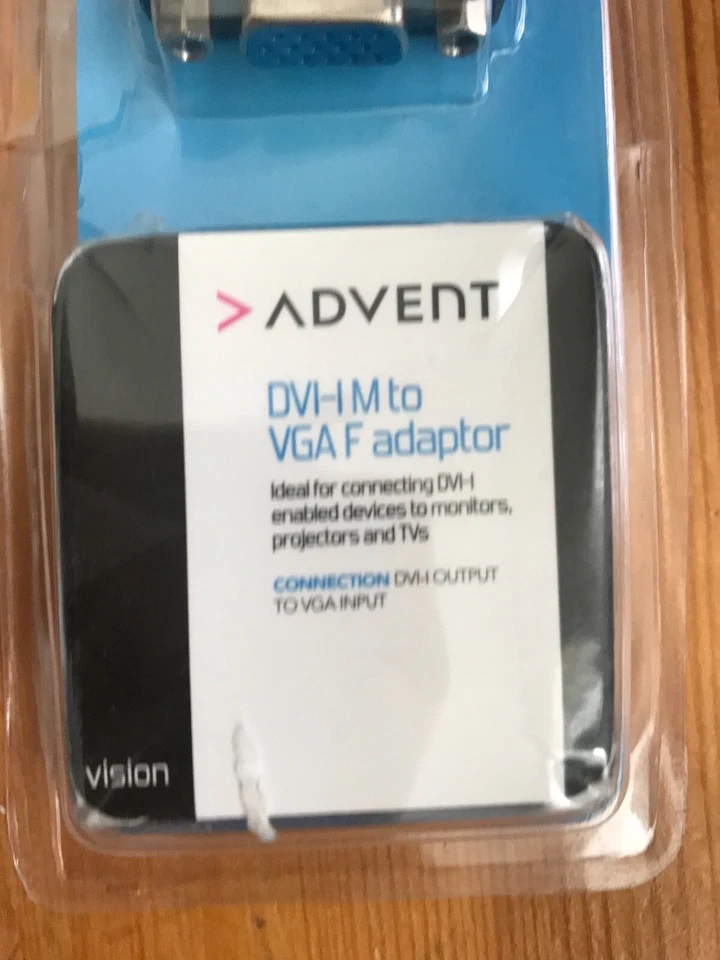 > ADVENT
DVI-I M to
VGA F adaptor
Ideal for connecting DVI-I
enabled devices to monitors,
projectors and TVs
CONNECTION DVI-I OUTPUT
TO VGA INPUT
vision